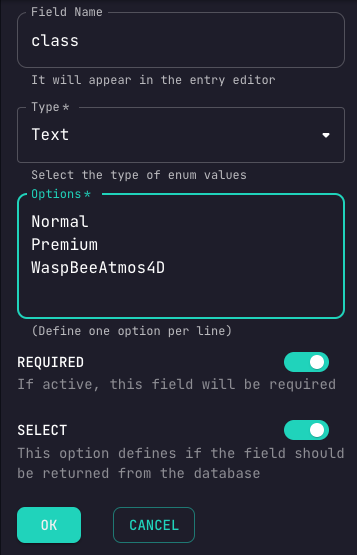 Field Name
class
It will appear in the entry editor
Type*
Text
Select the type of enum values
Options*
Normal
Premium
WaspBeeAtmos4D
(Define one option per line)
REQUIRED
If active, this field will be required
SELECT
This option defines if the field should
be returned from the database
OK
CANCEL